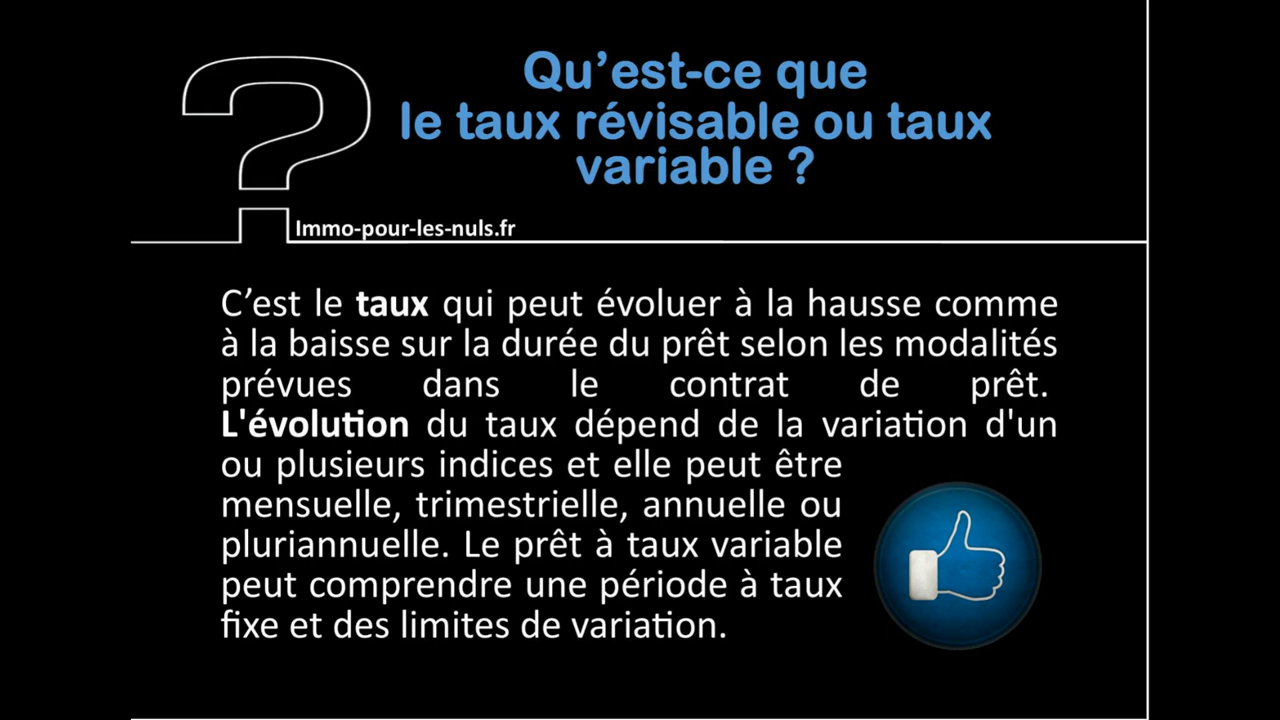 Qu’est-ce que
le taux révisable ou taux
variable ?
Immo-pour-les-nuls.fr
C’est le taux qui peut évoluer à la hausse comme
à la baisse sur la durée du prêt selon les modalités
prévues dans le contrat de prêt.
L'évolution du taux dépend de la variation d'un
ou plusieurs indices et elle peut être
mensuelle, trimestrielle, annuelle ou
pluriannuelle. Le prêt à taux variable
peut comprendre une période à taux
fixe et des limites de variation.